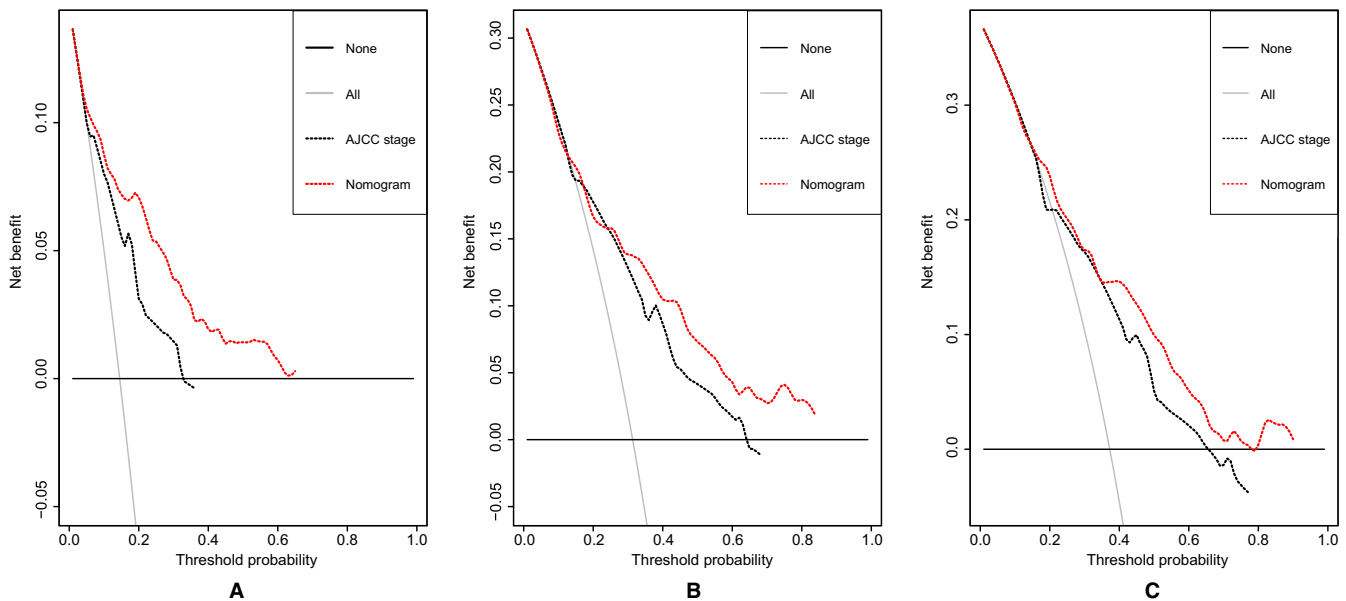 None
All
AJCC stage
Nomogram
Net benefit
0.10
0.05
0.00
−0.05
0.0 0.2 0.4 0.6 0.8 1.0
Threshold probability
A
None
All
AJCC stage
Nomogram
Net benefit
0.30
0.25
0.20
0.15
0.10
0.05
0.00
−0.05
0.0 0.2 0.4 0.6 0.8 1.0
Threshold probability
B
None
All
AJCC stage
Nomogram
Net benefit
0.3
0.2
0.1
0.0
0.0 0.2 0.4 0.6 0.8 1.0
Threshold probability
C